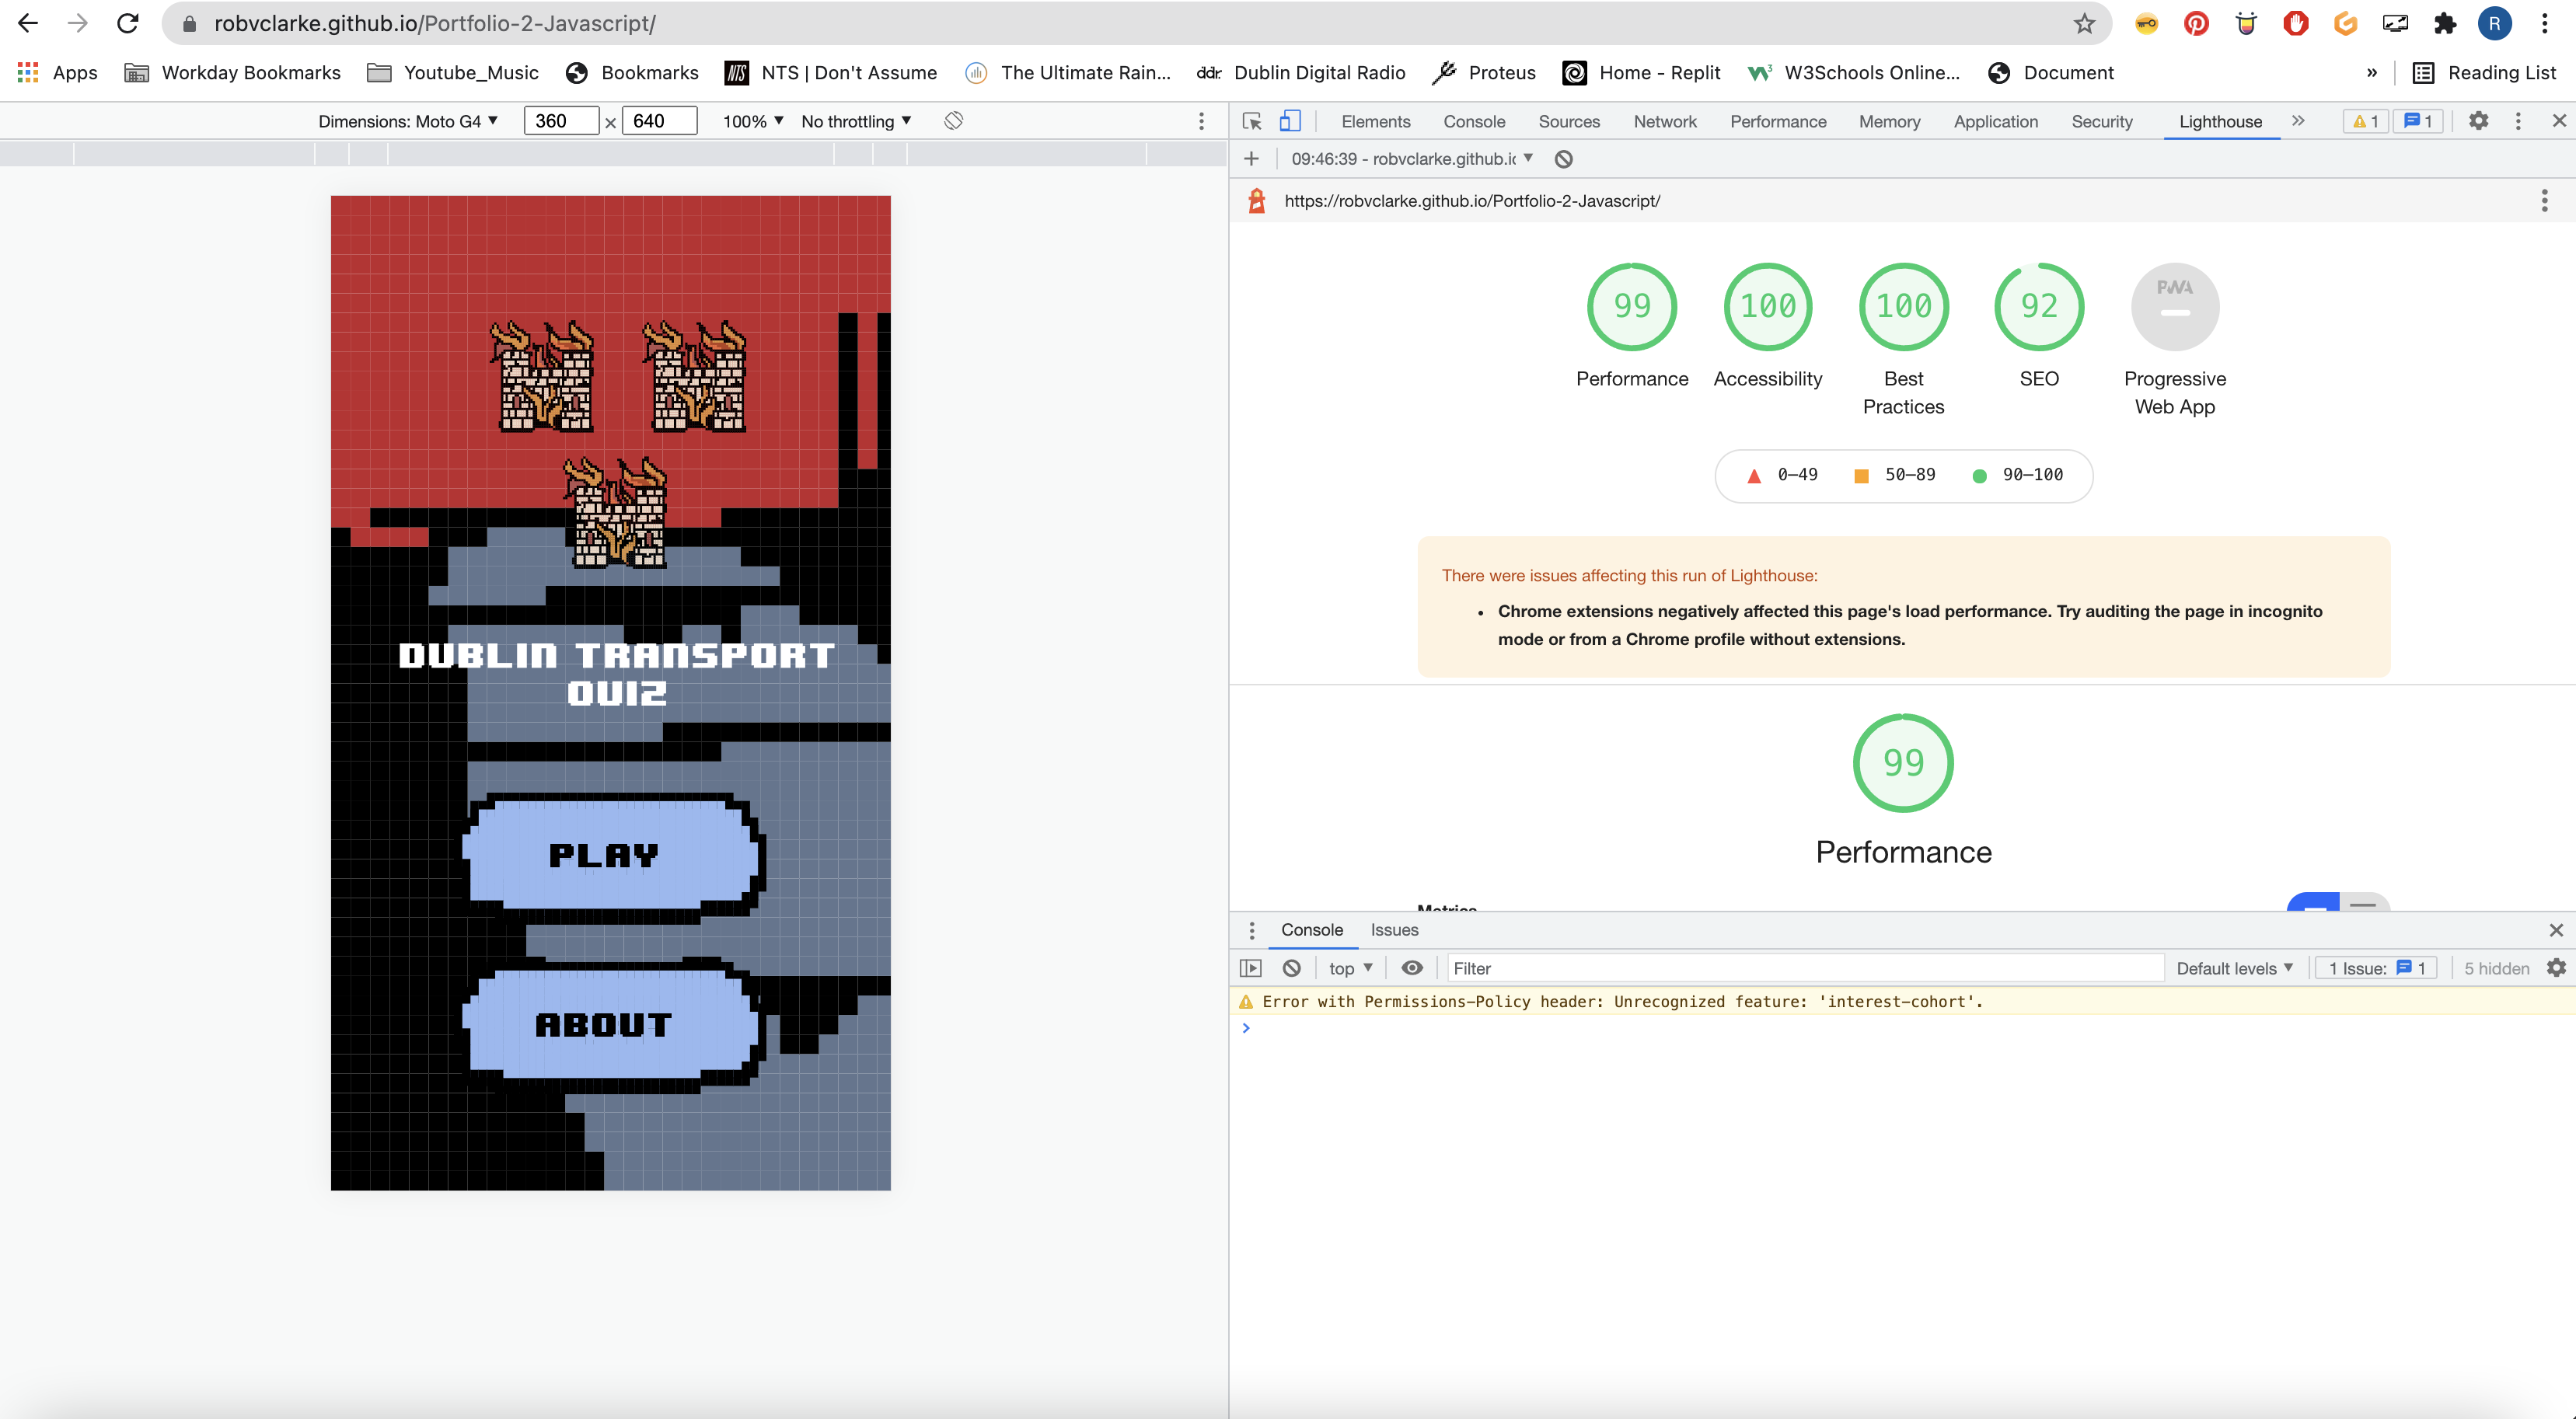 robvclarke.github.io/Portfolio-2-Javascript/
R
Apps Workday Bookmarks Youtube_Music Bookmarks NTS NTS | Don't Assume The Ultimate Rain... ddr Dublin Digital Radio Proteus Home - Replit W3Schools Online... Document » Reading List
Dimensions: Moto G4 360 × 640 100% No throttling
Elements Console Sources Network Performance Memory Application Security Lighthouse » 1 1
09:46:39 - robvclarke.github.ic
https://robvclarke.github.io/Portfolio-2-Javascript/
99 100 100 92 PWA
Performance Accessibility Best Practices SEO Progressive Web App
0–49 50–89 90–100
There were issues affecting this run of Lighthouse:
• Chrome extensions negatively affected this page's load performance. Try auditing the page in incognito
mode or from a Chrome profile without extensions.
DUBLIN TRANSPORT
QUIZ
PLAY
ABOUT
99
Performance
Metrics
Console Issues
top Filter Default levels 1 Issue: 1 5 hidden
Error with Permissions-Policy header: Unrecognized feature: 'interest-cohort'.